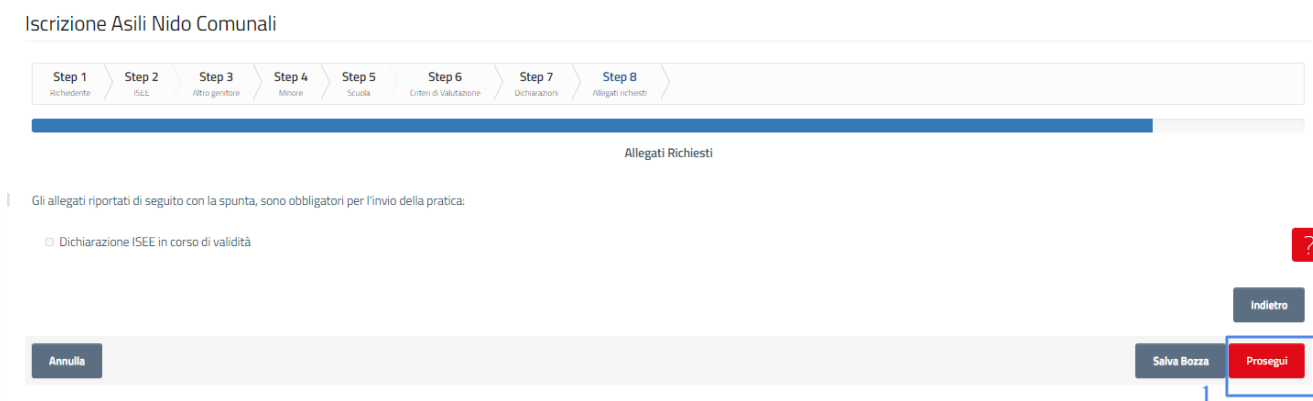 Iscrizione Asili Nido Comunali
Step 1 Step 2 Step 3 Step 4 Step 5 Step 6 Step 7 Step 8
Richiedente ISEE Altro genitore Minore Scuola Criteri di Valutazione Dichiarazioni Allegati richiesti
Allegati Richiesti
Gli allegati riportati di seguito con la spunta, sono obbligatori per l'invio della pratica:
Dichiarazione ISEE in corso di validità
?
Indietro
Annulla Salva Bozza Prosegui
1